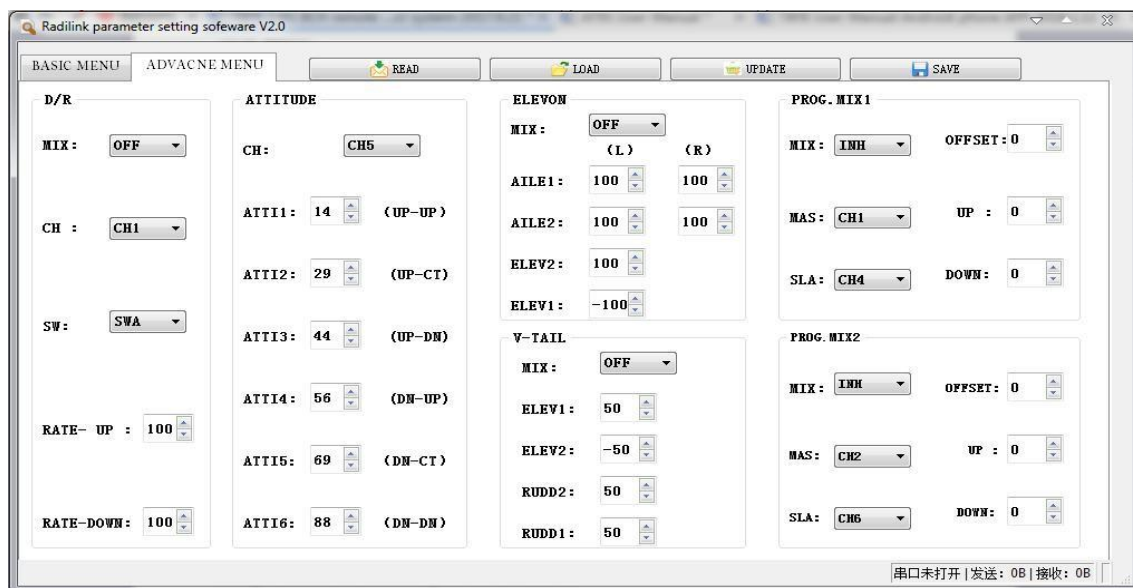 Radilink parameter setting sofeware V2.0
BASIC MENU ADVACNE MENU READ LOAD UPDATE SAVE
D/R
MIX: OFF
CH : CH1
SW: SWA
RATE- UP : 100
RATE-DOWN: 100
ATTITUDE
CH: CH5
ATTI1: 14 (UP-UP)
ATTI2: 29 (UP-CT)
ATTI3: 44 (UP-DN)
ATTI4: 56 (DN-UP)
ATTI5: 69 (DN-CT)
ATTI6: 88 (DN-DN)
ELEVON
MIX: OFF
(L) (R)
AILE1: 100 100
AILE2: 100 100
ELEV2: 100
ELEV1: -100
V-TAIL
MIX: OFF
ELEV1: 50
ELEV2: -50
RUDD2: 50
RUDD1: 50
PROG.MIX1
MIX: INH OFFSET: 0
MAS: CH1 UP : 0
SLA: CH4 DOWN: 0
PROG.MIX2
MIX: INH OFFSET: 0
MAS: CH2 UP : 0
SLA: CH6 DOWN: 0
串口未打开 | 发送: 0B | 接收: 0B